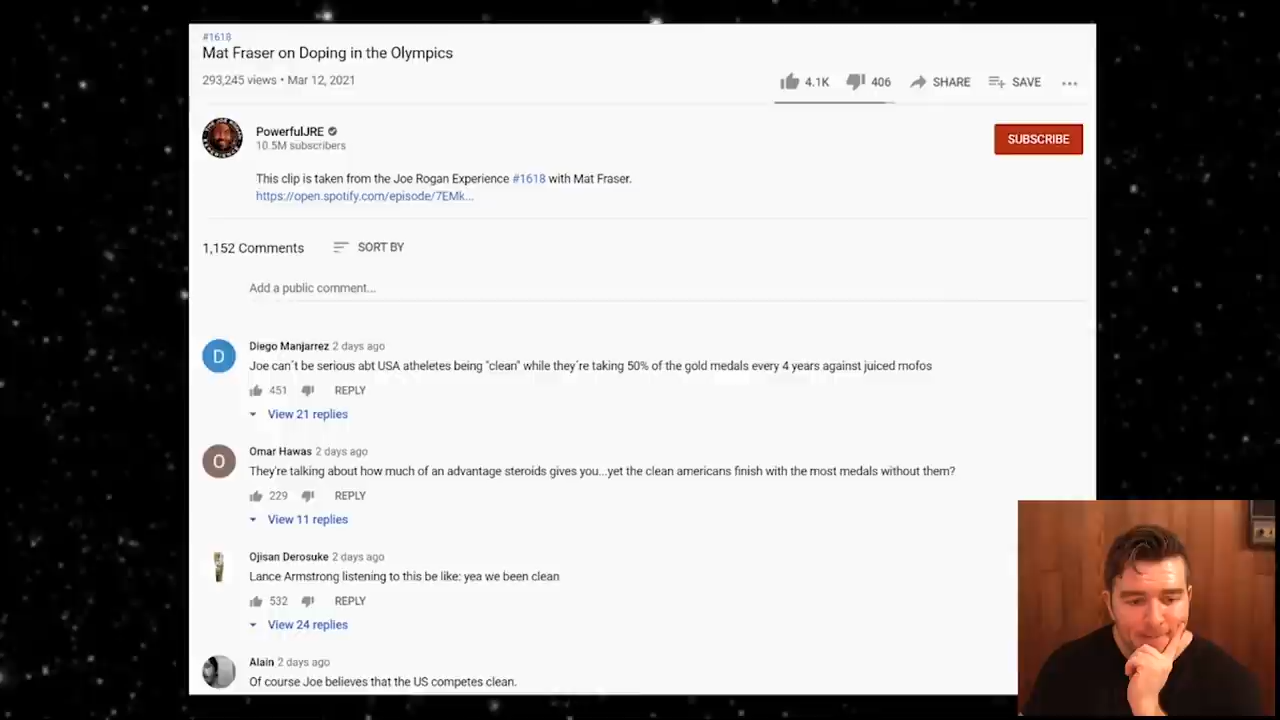 #1618
Mat Fraser on Doping in the Olympics
293,245 views • Mar 12, 2021
4.1K 406 SHARE SAVE
PowerfulJRE
10.5M subscribers
SUBSCRIBE
This clip is taken from the Joe Rogan Experience #1618 with Mat Fraser.
https://open.spotify.com/episode/7EMk...
1,152 Comments SORT BY
Add a public comment...
D
Diego Manjarrez 2 days ago
Joe can´t be serious abt USA atheletes being "clean" while they´re taking 50% of the gold medals every 4 years against juiced mofos
451 REPLY
View 21 replies
O
Omar Hawas 2 days ago
They're talking about how much of an advantage steroids gives you...yet the clean americans finish with the most medals without them?
229 REPLY
View 11 replies
Ojisan Derosuke 2 days ago
Lance Armstrong listening to this be like: yea we been clean
532 REPLY
View 24 replies
Alain 2 days ago
Of course Joe believes that the US competes clean.